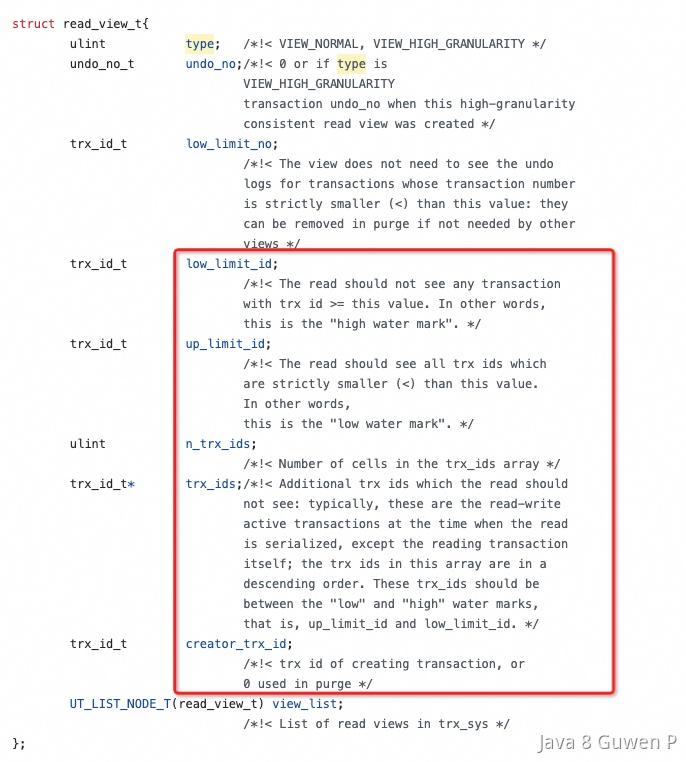 struct read_view_t{
ulint type; /*!< VIEW_NORMAL, VIEW_HIGH_GRANULARITY */
undo_no_t undo_no;/*!< 0 or if type is
VIEW_HIGH_GRANULARITY
transaction undo_no when this high-granularity
consistent read view was created */
trx_id_t low_limit_no;
/*!< The view does not need to see the undo
logs for transactions whose transaction number
is strictly smaller (<) than this value: they
can be removed in purge if not needed by other
views */
trx_id_t low_limit_id;
/*!< The read should not see any transaction
with trx id >= this value. In other words,
this is the "high water mark". */
trx_id_t up_limit_id;
/*!< The read should see all trx ids which
are strictly smaller (<) than this value.
In other words,
this is the "low water mark". */
ulint n_trx_ids;
/*!< Number of cells in the trx_ids array */
trx_id_t* trx_ids;/*!< Additional trx ids which the read should
not see: typically, these are the read-write
active transactions at the time when the read
is serialized, except the reading transaction
itself; the trx ids in this array are in a
descending order. These trx_ids should be
between the "low" and "high" water marks,
that is, up_limit_id and low_limit_id. */
trx_id_t creator_trx_id;
/*!< trx id of creating transaction, or
0 used in purge */
UT_LIST_NODE_T(read_view_t) view_list;
/*!< List of read views in trx_sys */
};
Java 8 Guwen P